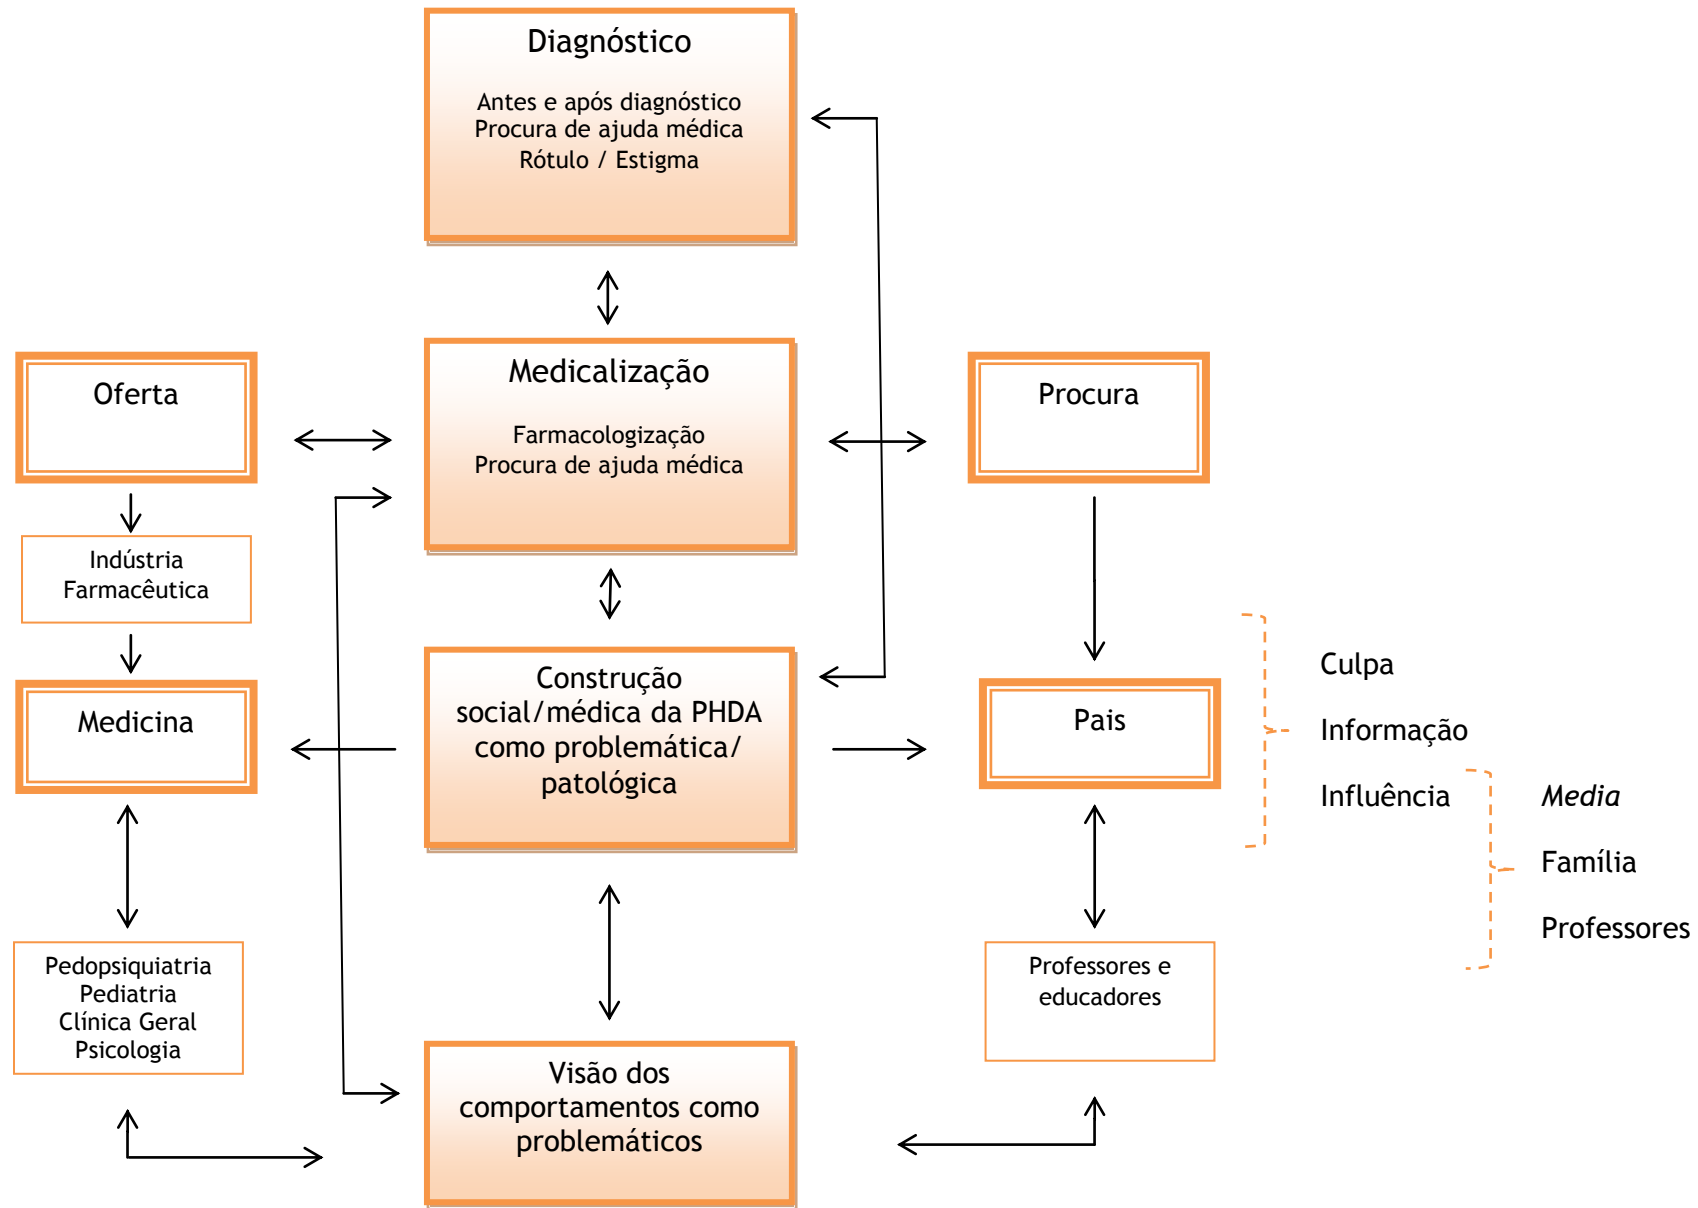 Diagnóstico
Antes e após diagnóstico
Procura de ajuda médica
Rótulo / Estigma
Oferta
Medicalização
Farmacologização
Procura de ajuda médica
Procura
Indústria
Farmacêutica
Medicina
Construção
social/médica da PHDA
como problemática/
patológica
Pais
Culpa
Informação
Influência
Media
Família
Professores
Pedopsiquiatria
Pediatria
Clínica Geral
Psicologia
Professores e
educadores
Visão dos
comportamentos como
problemáticos